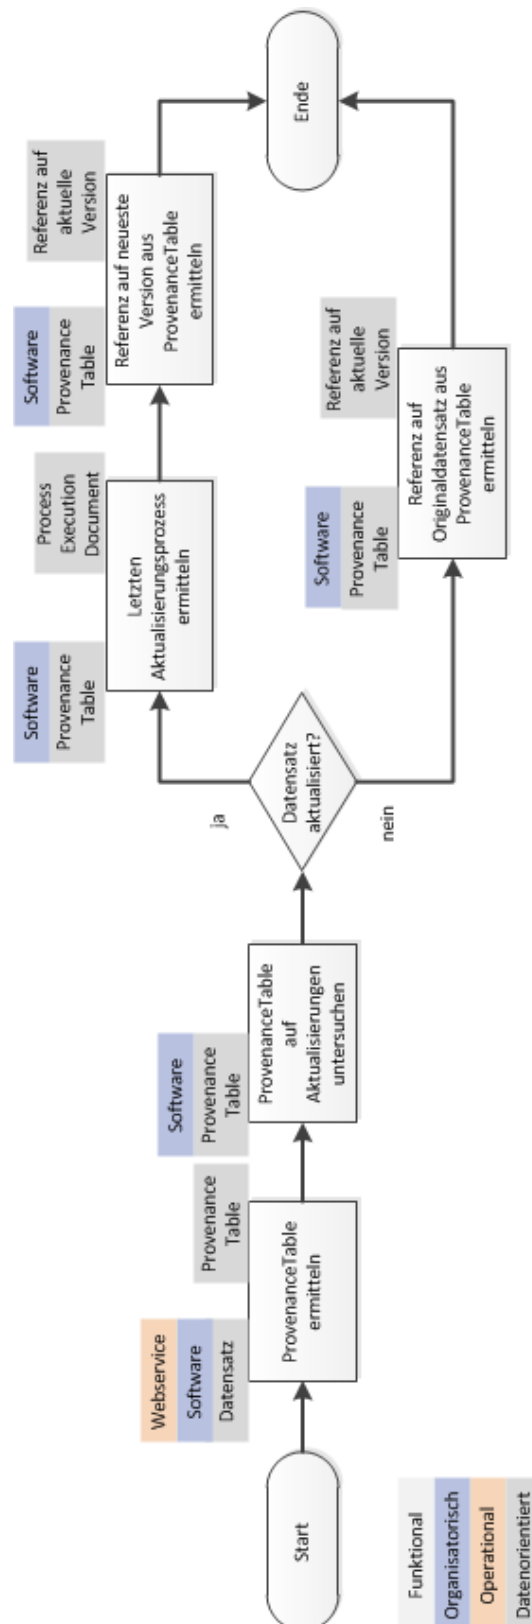 Start
Webservice
Software
Datensatz
Provenance
Table
ProvenanceTable
ermitteln
Software
Provenance
Table
ProvenanceTable
auf
Aktualisierungen
untersuchen
Datensatz
aktualisiert?
ja
Software
Provenance
Table
Process
Execution
Document
Letzten
Aktualisierungsprozess
ermitteln
Software
Provenance
Table
Referenz auf
aktuelle
Version
Referenz auf neueste
Version aus
ProvenanceTable
ermitteln
nein
Software
Provenance
Table
Referenz auf
aktuelle
Version
Referenz auf
Originaldatensatz aus
ProvenanceTable
ermitteln
Ende
Funktional
Organisatorisch
Operational
Datenorientiert